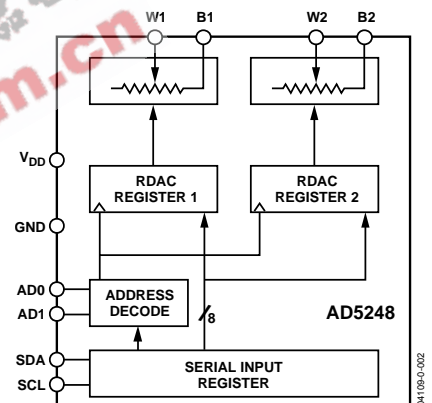 W1 B1 W2 B2
m.cn
VDD
RDAC
REGISTER 1
RDAC
REGISTER 2
GND
AD0
AD1
ADDRESS
DECODE
8
AD5248
SDA
SCL
SERIAL INPUT
REGISTER
04109-0-002